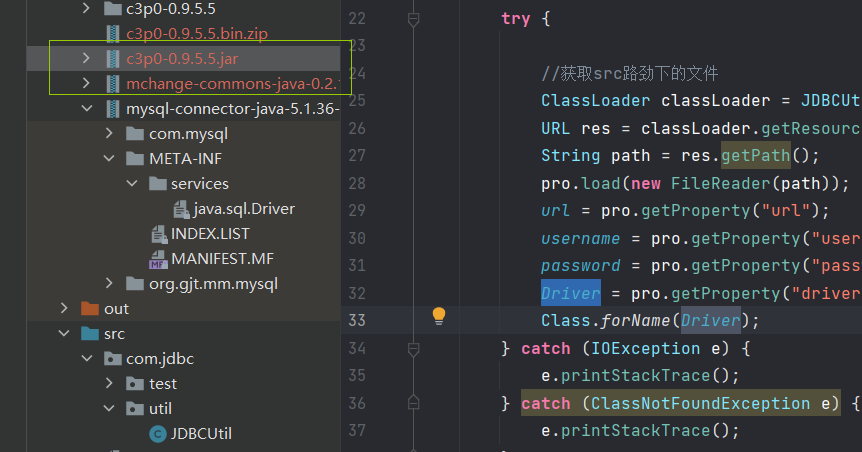 c3p0-0.9.5.5
c3p0-0.9.5.5.bin.zip
c3p0-0.9.5.5.jar
mchange-commons-java-0.2.
mysql-connector-java-5.1.36-
com.mysql
META-INF
services
java.sql.Driver
INDEX.LIST
MF MANIFEST.MF
org.gjt.mm.mysql
out
src
com.jdbc
test
util
C JDBCUtil
22 try {
23
24 //获取src路劲下的文件
25 ClassLoader classLoader = JDBCUt
26 URL res = classLoader.getResourc
27 String path = res.getPath();
28 pro.load(new FileReader(path));
29 url = pro.getProperty("url");
30 username = pro.getProperty("user
31 password = pro.getProperty("pass
32 Driver = pro.getProperty("driver
33 Class.forName(Driver);
34 } catch (IOException e) {
35 e.printStackTrace();
36 } catch (ClassNotFoundException e) {
37 e.printStackTrace();